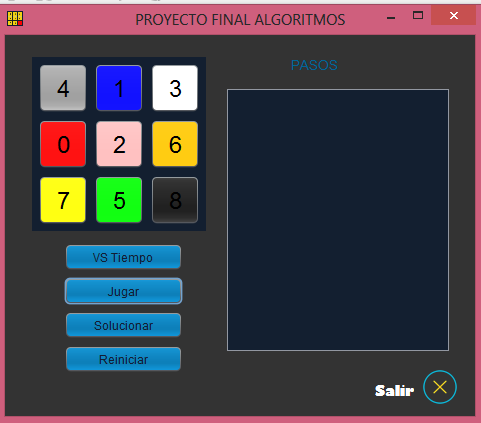 PROYECTO FINAL ALGORITMOS
PASOS
4 1 3
0 2 6
7 5 8
VS Tiempo
Jugar
Solucionar
Reiniciar
Salir